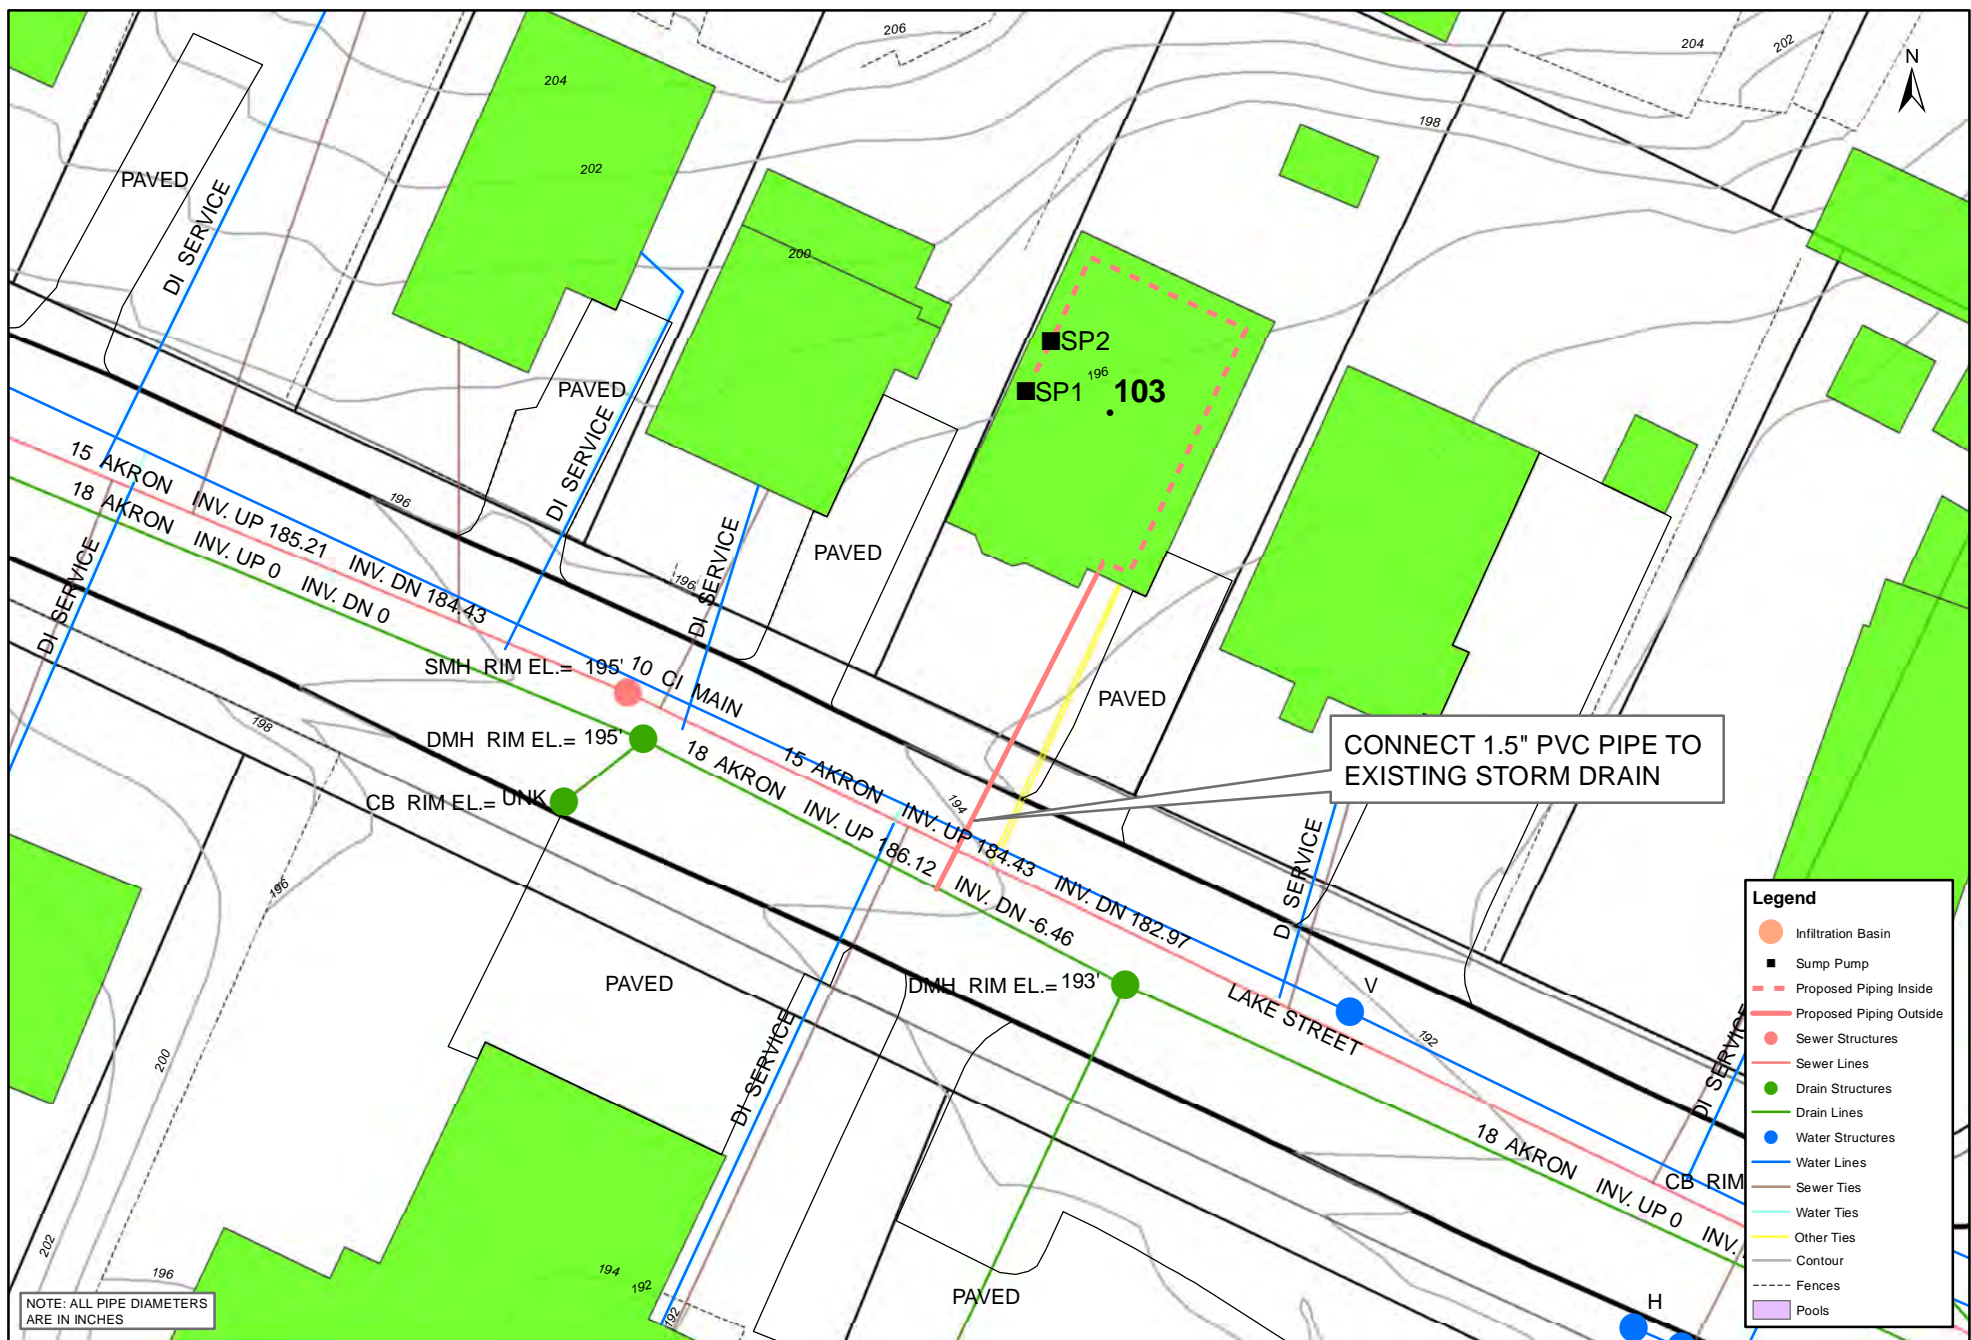 206
204
202
N
204
198
202
PAVED
DI SERVICE
200
SP2
196
SP1
103
PAVED
DI SERVICE
15 AKRON INV. UP 185.21 INV. DN 184.43
18 AKRON INV. UP 0 INV. DN 0
196
DI SERVICE
PAVED
DI SERVICE
196
SMH RIM EL.= 195'
10 CI MAIN
PAVED
198
DMH RIM EL.= 195'
CONNECT 1.5" PVC PIPE TO
EXISTING STORM DRAIN
15 AKRON INV. UP 184.43 INV. DN 182.97
18 AKRON INV. UP 186.12 INV. DN -6.46
CB RIM EL.= UNK
194
196
DI SERVICE
PAVED
DMH RIM EL.= 193'
V
LAKE STREET
192
200
DI SERVICE
DI SERVICE
18 AKRON INV. UP 0 INV.
CB RIM
202
196
194
192
192
PAVED
H
NOTE: ALL PIPE DIAMETERS
ARE IN INCHES
Legend
Infiltration Basin
Sump Pump
Proposed Piping Inside
Proposed Piping Outside
Sewer Structures
Sewer Lines
Drain Structures
Drain Lines
Water Structures
Water Lines
Sewer Ties
Water Ties
Other Ties
Contour
Fences
Pools